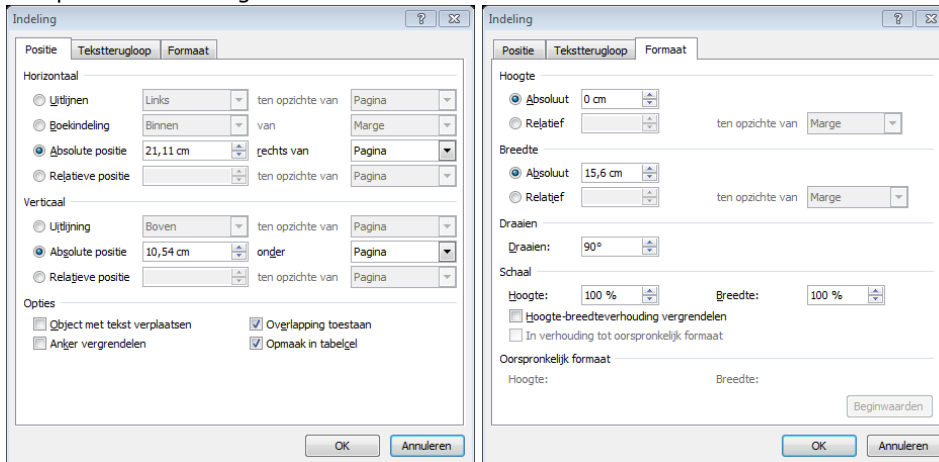 Indeling
Positie Tekstterugloop Formaat
Horizontaal
Uitlijnen Links ten opzichte van Pagina
Boekindeling Binnen van Marge
Absolute positie 21,11 cm rechts van Pagina
Relatieve positie ten opzichte van Pagina
Verticaal
Uitlijning Boven ten opzichte van Pagina
Absolute positie 10,54 cm onder Pagina
Relatieve positie ten opzichte van Pagina
Opties
Object met tekst verplaatsen Overlapping toestaan
Anker vergrendelen Opmaak in tabelcel
OK Annuleren
Indeling
Positie Tekstterugloop Formaat
Hoogte
Absoluut 0 cm
Relatief ten opzichte van Marge
Breedte
Absoluut 15,6 cm
Relatief ten opzichte van Marge
Draaien
Draaien: 90°
Schaal
Hoogte: 100 % Breedte: 100 %
Hoogte-breedteverhouding vergrendelen
In verhouding tot oorspronkelijk formaat
Oorspronkelijk formaat
Hoogte: Breedte:
Beginwaarden
OK Annuleren